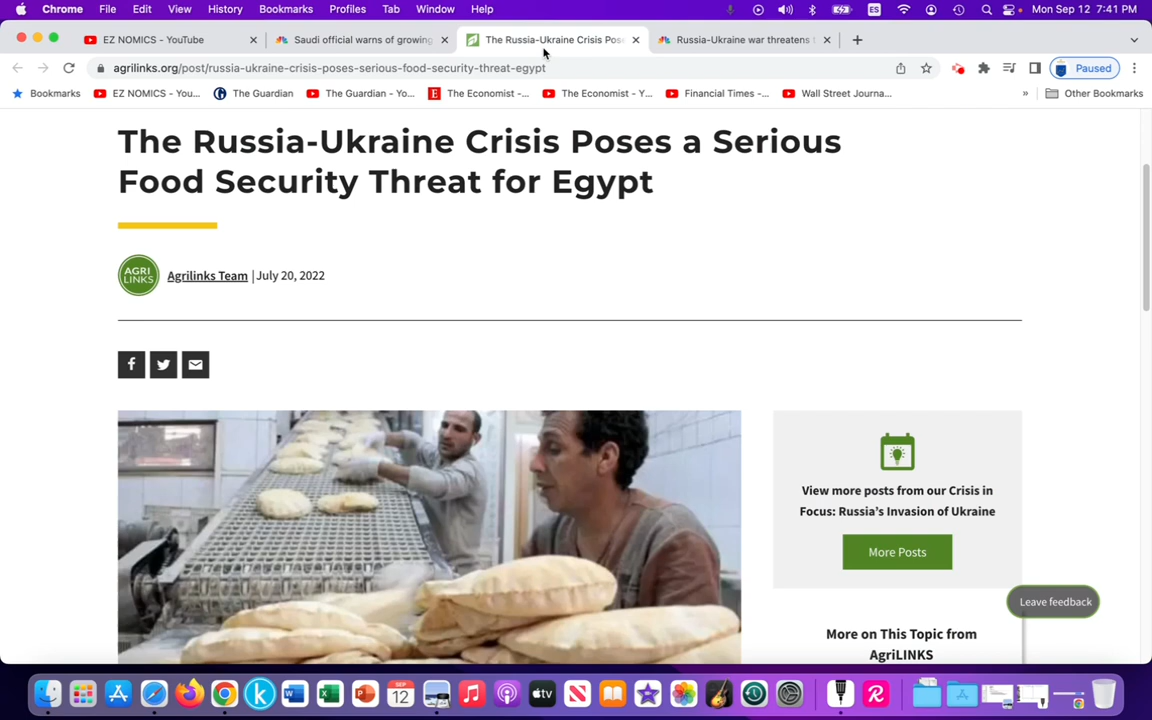 Chrome File Edit View History Bookmarks Profiles Tab Window Help ES Mon Sep 12 7:41 PM
EZ NOMICS - YouTube Saudi official warns of growing The Russia-Ukraine Crisis Pose Russia-Ukraine war threatens t
agrilinks.org/post/russia-ukraine-crisis-poses-serious-food-security-threat-egypt Paused
Bookmarks EZ NOMICS - You... The Guardian The Guardian - Yo... The Economist -... The Economist - Y... Financial Times -... Wall Street Journa... » Other Bookmarks
The Russia-Ukraine Crisis Poses a Serious
Food Security Threat for Egypt
AGRI
LINKS
Agrilinks Team | July 20, 2022
View more posts from our Crisis in
Focus: Russia's Invasion of Ukraine
More Posts
Leave feedback
More on This Topic from
AgriLINKS
SEP
12